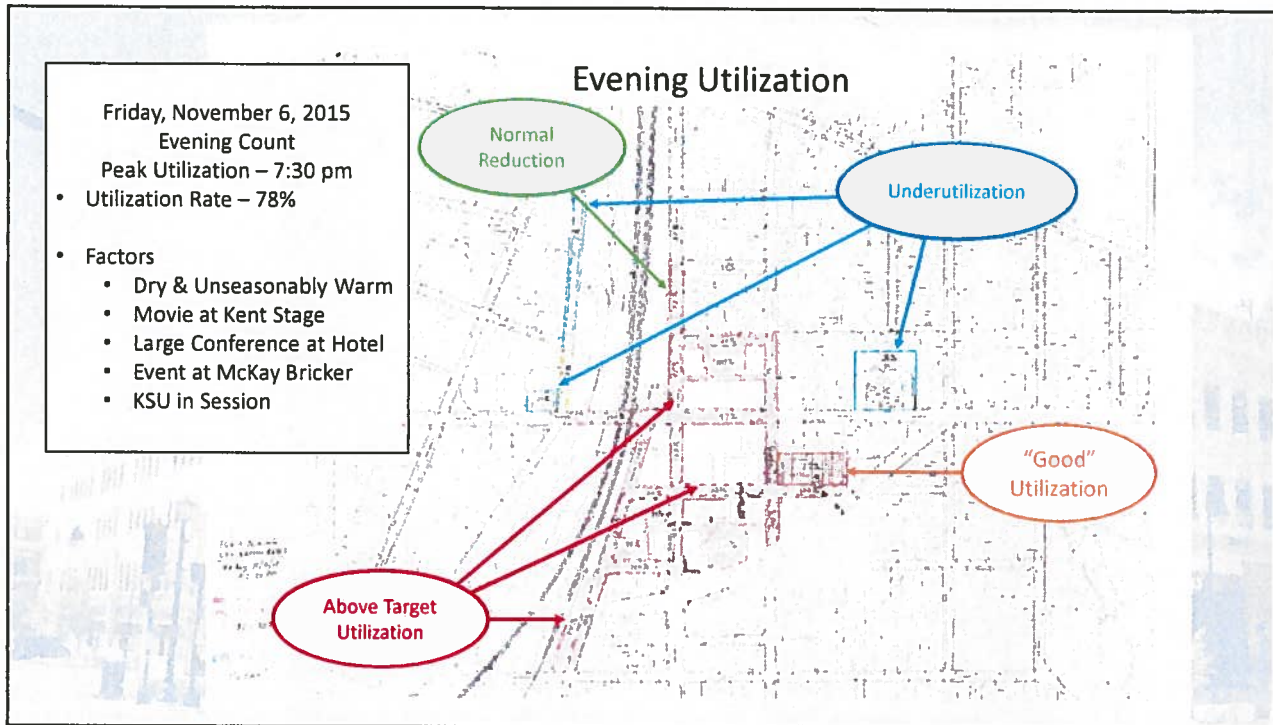 Evening Utilization
Friday, November 6, 2015
Evening Count
Peak Utilization – 7:30 pm
• Utilization Rate – 78%
• Factors
• Dry & Unseasonably Warm
• Movie at Kent Stage
• Large Conference at Hotel
• Event at McKay Bricker
• KSU in Session
Normal
Reduction
Underutilization
"Good"
Utilization
Above Target
Utilization